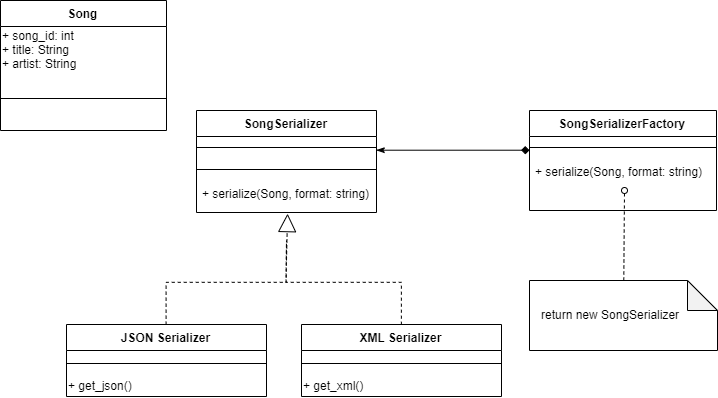 Song
+ song_id: int
+ title: String
+ artist: String
SongSerializer
+ serialize(Song, format: string)
SongSerializerFactory
+ serialize(Song, format: string)
return new SongSerializer
JSON Serializer
+ get_json()
XML Serializer
+ get_xml()